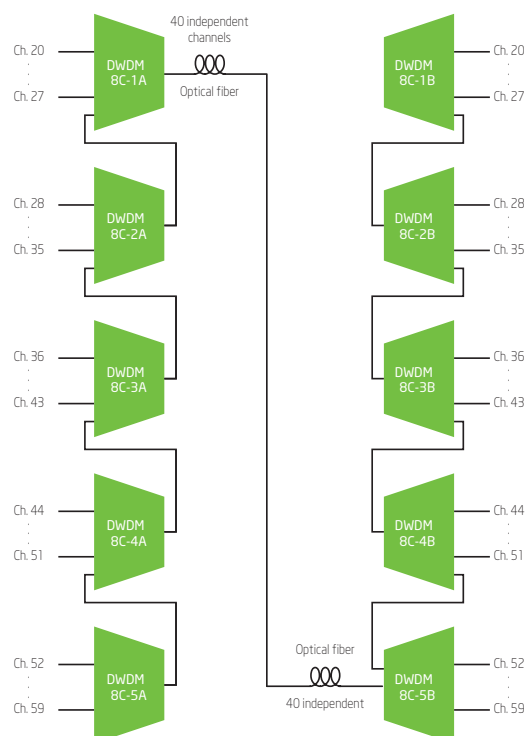 40 independent
channels
Optical fiber
Ch. 20
Ch. 27
DWDM
8C-1A
DWDM
8C-1B
Ch. 20
Ch. 27
Ch. 28
Ch. 35
DWDM
8C-2A
DWDM
8C-2B
Ch. 28
Ch. 35
Ch. 36
Ch. 43
DWDM
8C-3A
DWDM
8C-3B
Ch. 36
Ch. 43
Ch. 44
Ch. 51
DWDM
8C-4A
DWDM
8C-4B
Ch. 44
Ch. 51
Ch. 52
Ch. 59
DWDM
8C-5A
Optical fiber
40 independent
DWDM
8C-5B
Ch. 52
Ch. 59